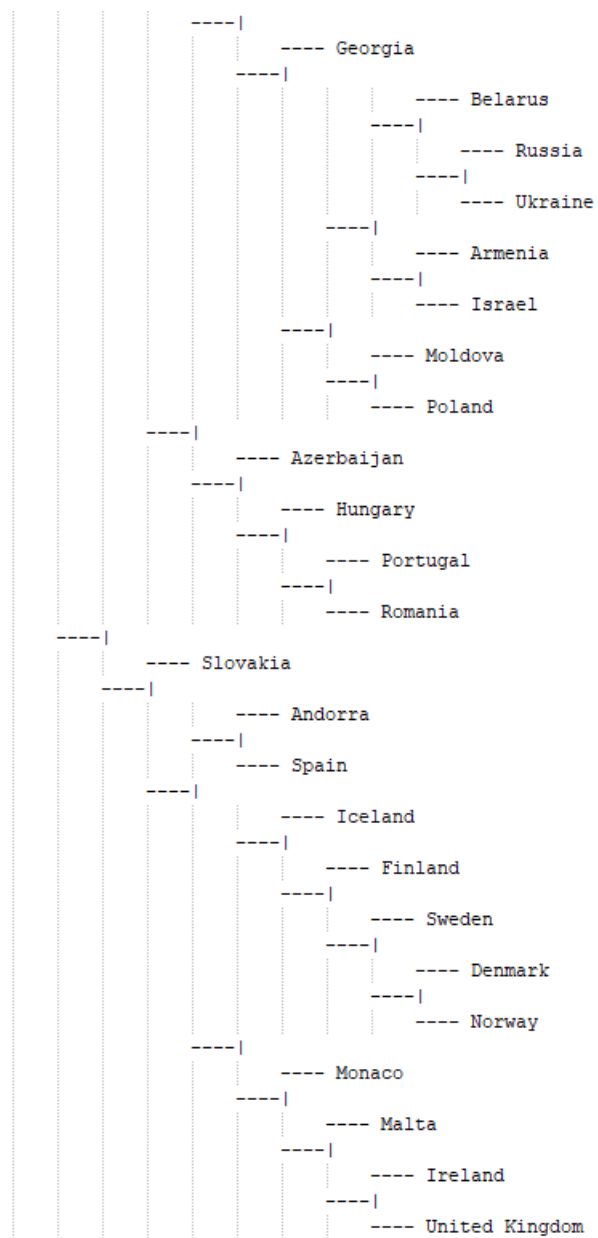 ----|
---- Georgia
----|
---- Belarus
----|
---- Russia
----|
---- Ukraine
----|
---- Armenia
----|
---- Israel
----|
---- Moldova
----|
---- Poland
----|
---- Azerbaijan
----|
---- Hungary
----|
---- Portugal
----|
---- Romania
----|
---- Slovakia
----|
---- Andorra
----|
---- Spain
----|
---- Iceland
----|
---- Finland
----|
---- Sweden
----|
---- Denmark
----|
---- Norway
----|
---- Monaco
----|
---- Malta
----|
---- Ireland
----|
---- United Kingdom